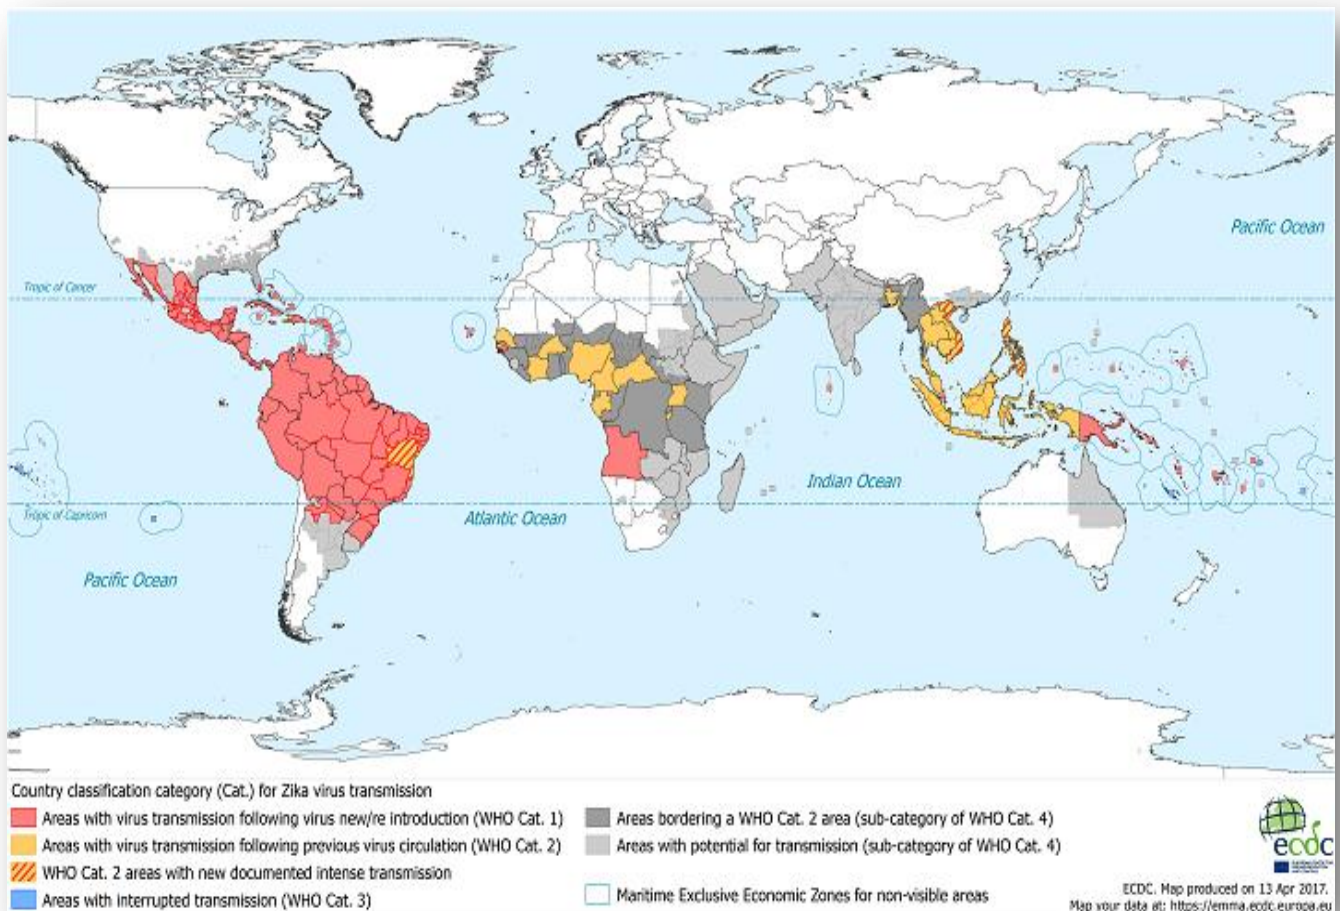 Pacific Ocean
Tropic of Cancer
Indian Ocean
Tropic of Capricorn
Atlantic Ocean
Pacific Ocean
Country classification category (Cat.) for Zika virus transmission
Areas with virus transmission following virus new/re introduction (WHO Cat. 1)
Areas with virus transmission following previous virus circulation (WHO Cat. 2)
WHO Cat. 2 areas with new documented intense transmission
Areas with interrupted transmission (WHO Cat. 3)
Areas bordering a WHO Cat. 2 area (sub-category of WHO Cat. 4)
Areas with potential for transmission (sub-category of WHO Cat. 4)
Maritime Exclusive Economic Zones for non-visible areas
ecdc
ECDC. Map produced on 13 Apr 2017.
Map your data at: https://emma.ecdc.europa.eu